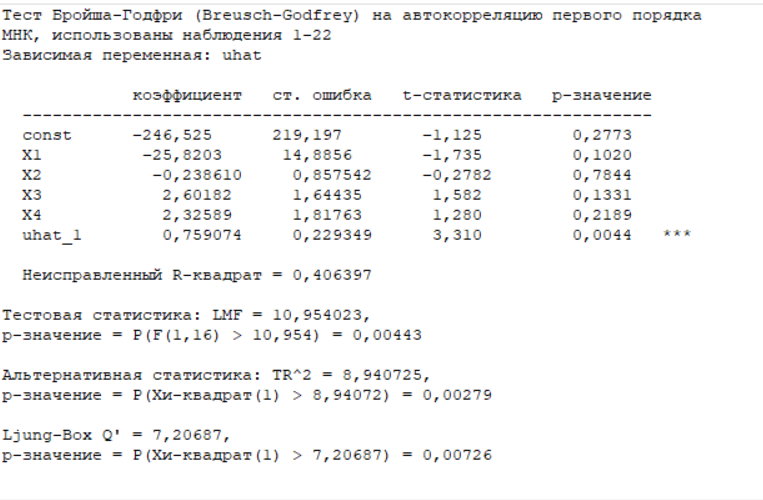 Тест Бройша-Годфри (Breusch-Godfrey) на автокорреляцию первого порядка
МНК, использованы наблюдения 1-22
Зависимая переменная: uhat
коэффициент ст. ошибка t-статистика p-значение
---------------------------------------------------------------
const -246,525 219,197 -1,125 0,2773
X1 -25,8203 14,8856 -1,735 0,1020
X2 -0,238610 0,857542 -0,2782 0,7844
X3 2,60182 1,64435 1,582 0,1331
X4 2,32589 1,81763 1,280 0,2189
uhat_1 0,759074 0,229349 3,310 0,0044 ***
Неисправленный R-квадрат = 0,406397
Тестовая статистика: LMF = 10,954023,
р-значение = P(F(1,16) > 10,954) = 0,00443
Альтернативная статистика: TR^2 = 8,940725,
р-значение = P(Хи-квадрат(1) > 8,94072) = 0,00279
Ljung-Box Q' = 7,20687,
р-значение = P(Хи-квадрат(1) > 7,20687) = 0,00726